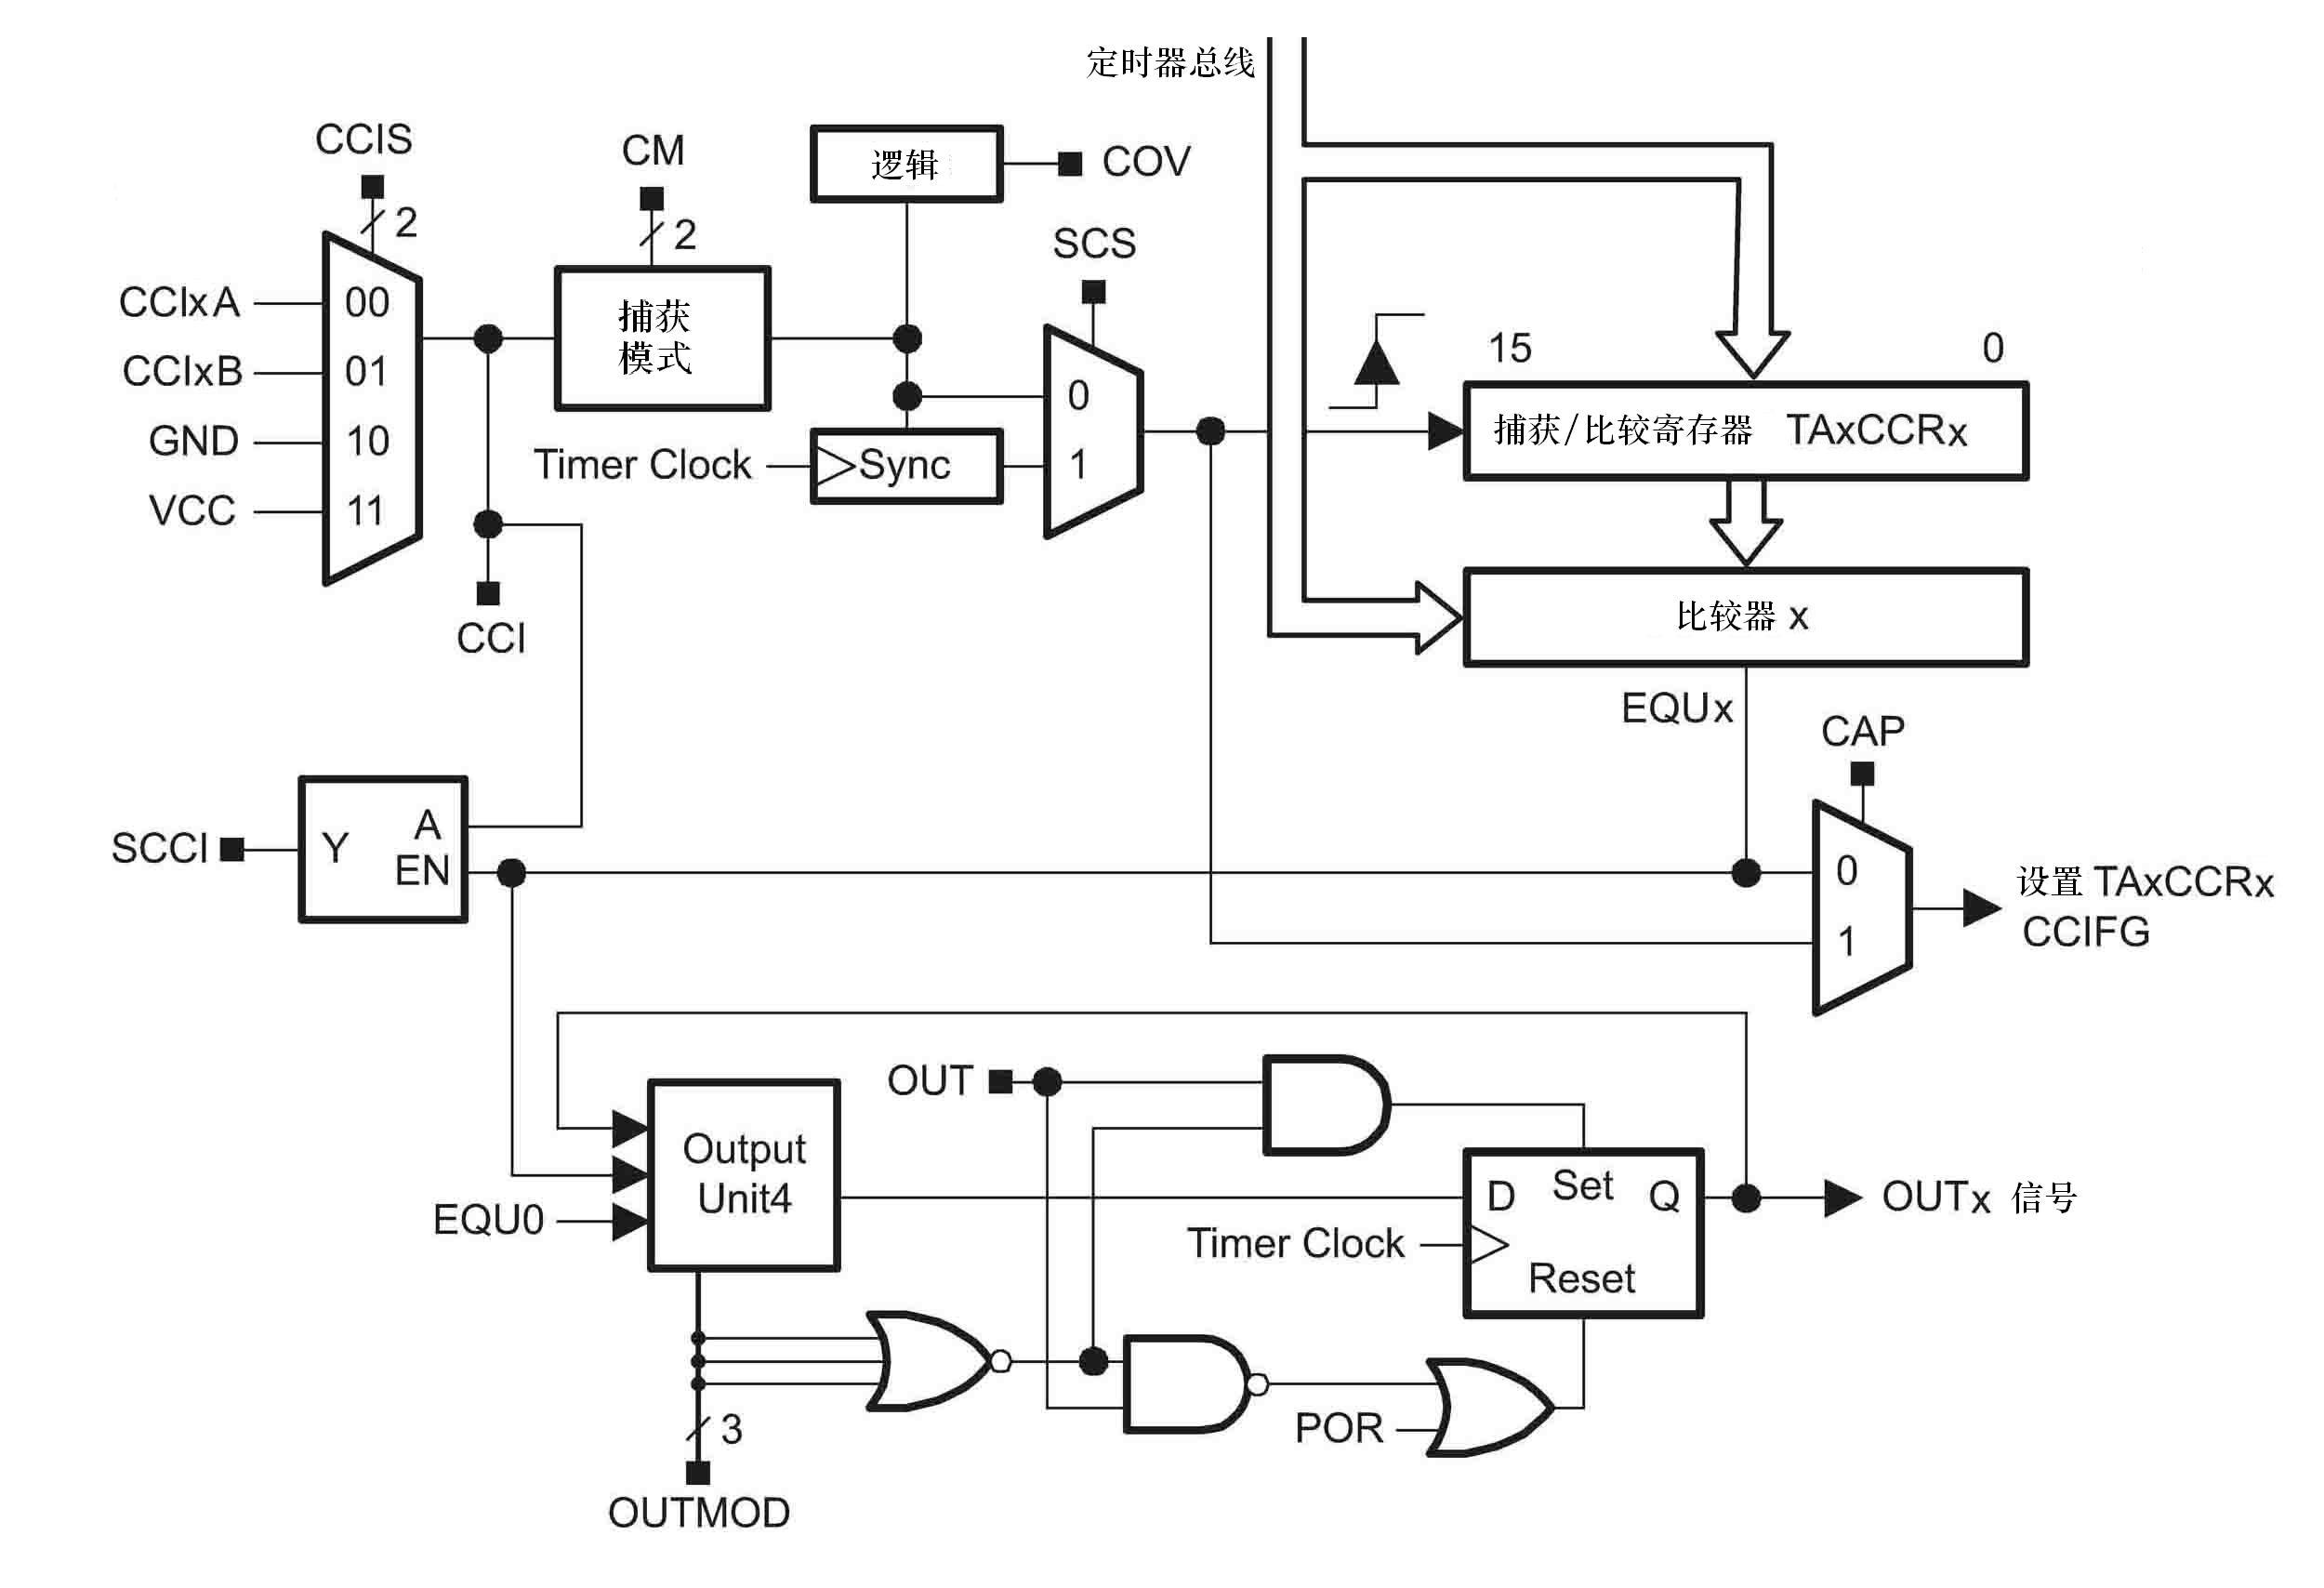 定时器总线
CCIS
2
CM
2
逻辑
COV
SCS
CCIxA
00
CCIxB
01
GND
10
VCC
11
捕获
模式
Timer Clock
Sync
0
1
15
0
捕获/比较寄存器 TAxCCRx
比较器 x
CCI
EQUx
CAP
SCCI
Y
A
EN
0
1
设置 TAxCCRx
CCIFG
OUT
Output
Unit4
EQU0
D
Set
Q
OUTx 信号
Timer Clock
Reset
3
POR
OUTMOD